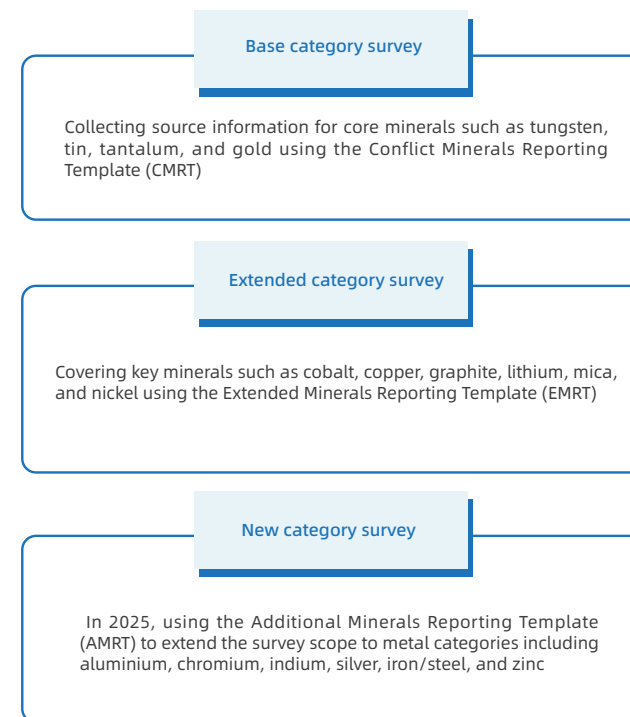 Base category survey
Collecting source information for core minerals such as tungsten,
tin, tantalum, and gold using the Conflict Minerals Reporting
Template (CMRT)
Extended category survey
Covering key minerals such as cobalt, copper, graphite, lithium, mica,
and nickel using the Extended Minerals Reporting Template (EMRT)
New category survey
In 2025, using the Additional Minerals Reporting Template
(AMRT) to extend the survey scope to metal categories including
aluminium, chromium, indium, silver, iron/steel, and zinc